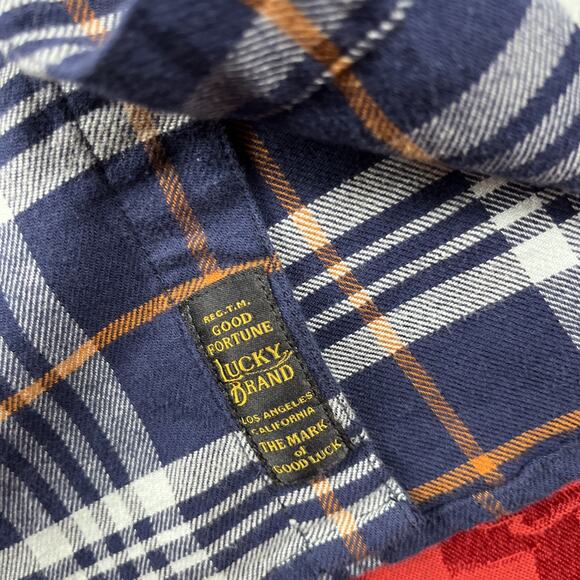 REG.T.M.
GOOD
FORTUNE
LUCKY
BRAND
LOS ANGELES
CALIFORNIA
THE MARK
of
GOOD LUCK